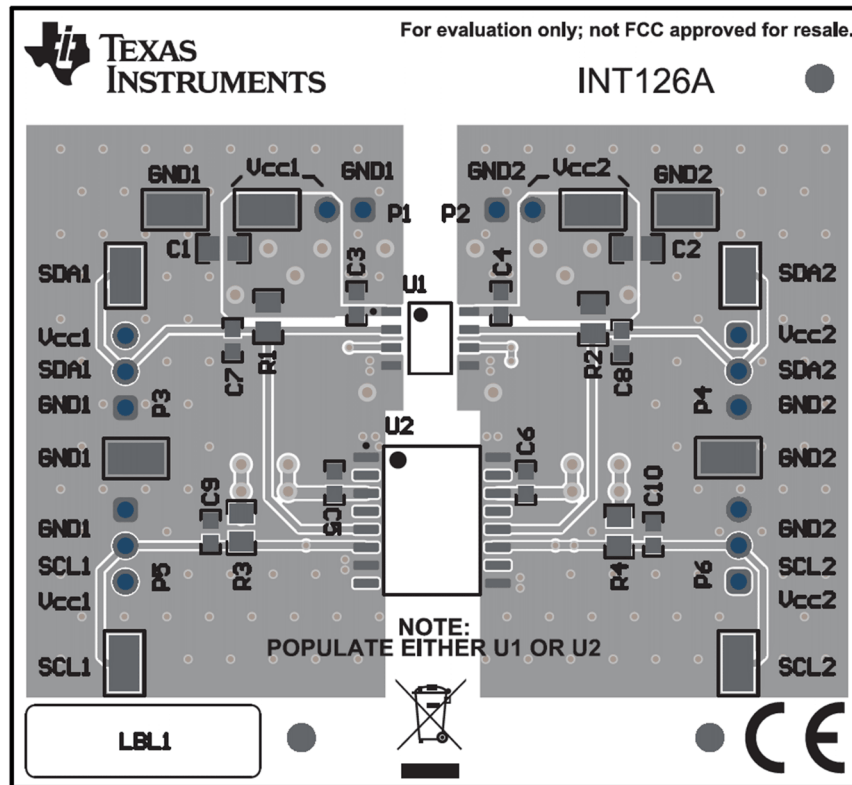 For evaluation only; not FCC approved for resale.
TEXAS
INSTRUMENTS
INT126A
GND1
Vcc1
GND1
GND2
Vcc2
GND2
P1
P2
C1
C2
SDA1
C3
U1
C4
SDA2
Vcc1
Vcc2
SDA1
R1
C7
R2
C8
SDA2
GND1
P3
P4
GND2
U2
GND1
C6
GND2
C9
C5
C10
GND1
GND2
SCL1
P5
R3
R4
P6
SCL2
Vcc1
Vcc2
NOTE:
POPULATE EITHER U1 OR U2
SCL1
SCL2
LBL1
CE